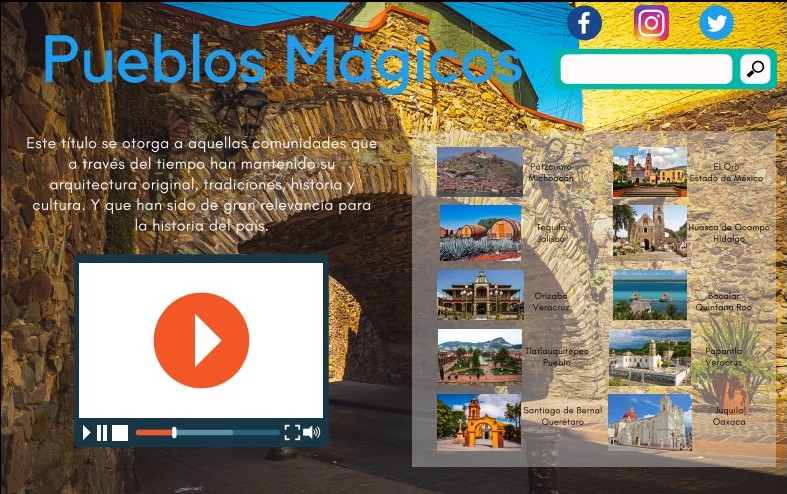 Pueblos Mágicos
Este título se otorga a aquellas comunidades que
a través del tiempo han mantenido su
arquitectura original, tradiciones, historia y
cultura. Y que han sido de gran relevancia para
la historia del país.
Pátzcuaro
Michoacán
El Oro
Estado de México
Tequila
Jalisco
Huasca de Ocampo
Hidalgo
Orizaba
Veracruz
Bacalar
Quintana Roo
Tlatlauquitepec
Pueblo
Papantla
Veracruz
Santiago de Bernal
Querétaro
Juquila
Oaxaca